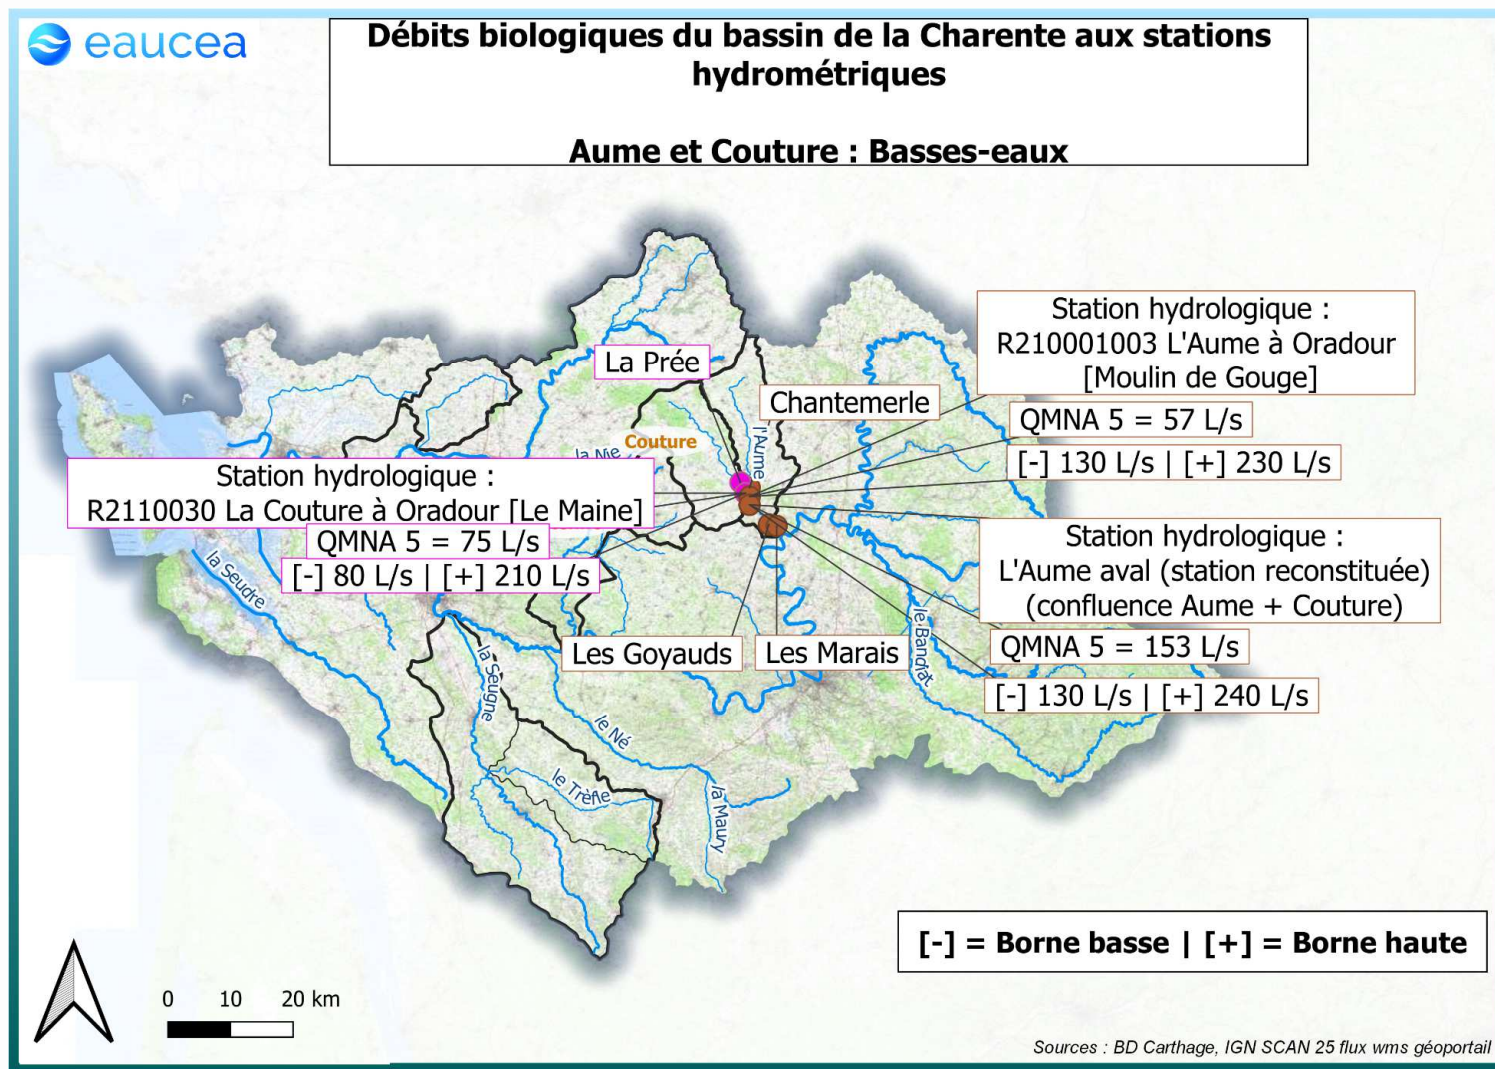 eaucea
Débits biologiques du bassin de la Charente aux stations
hydrométriques
Aume et Couture : Basses-eaux
Station hydrologique :
R210001003 L'Aume à Oradour
[Moulin de Gouge]
La Prée
Chantemerle
QMNA 5 = 57 L/s
l'Aume
Couture
la Nie
[-] 130 L/s | [+] 230 L/s
Station hydrologique :
R2110030 La Couture à Oradour [Le Maine]
QMNA 5 = 75 L/s
[-] 80 L/s | [+] 210 L/s
Station hydrologique :
L'Aume aval (station reconstituée)
(confluence Aume + Couture)
la Seudre
QMNA 5 = 153 L/s
Les Goyauds
Les Marais
le Bandiat
la Seugne
[-] 130 L/s | [+] 240 L/s
le Né
le Trèfle
la Maury
[-] = Borne basse | [+] = Borne haute
0 10 20 km
Sources : BD Carthage, IGN SCAN 25 flux wms géoportail